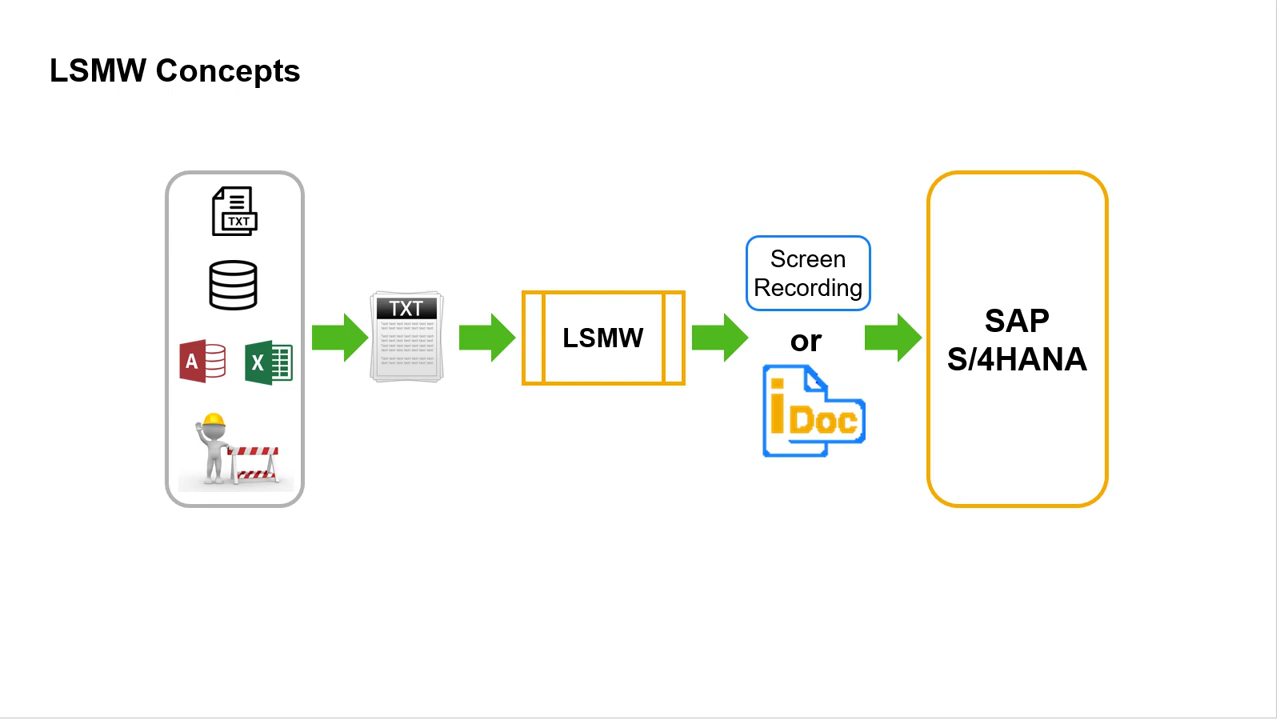 LSMW Concepts
TXT
A
X
TXT
LSMW
Screen
Recording
or
iDoc
SAP
S/4HANA